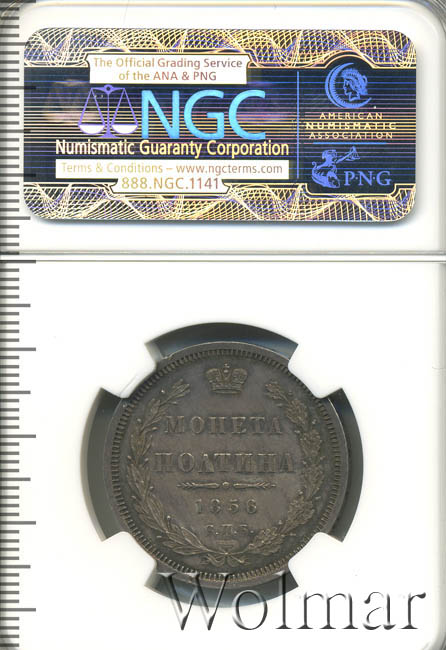 The Official Grading Service
of the ANA & PNG
NGC
Numismatic Guaranty Corporation
Terms & Conditions – www.ngcterms.com
888.NGC.1141
AMERICAN
NUMISMATIC
ASSOCIATION
P·N·G
МОНЕТА
ПОЛТИНА
1856
С.П.Б.
Wolmar